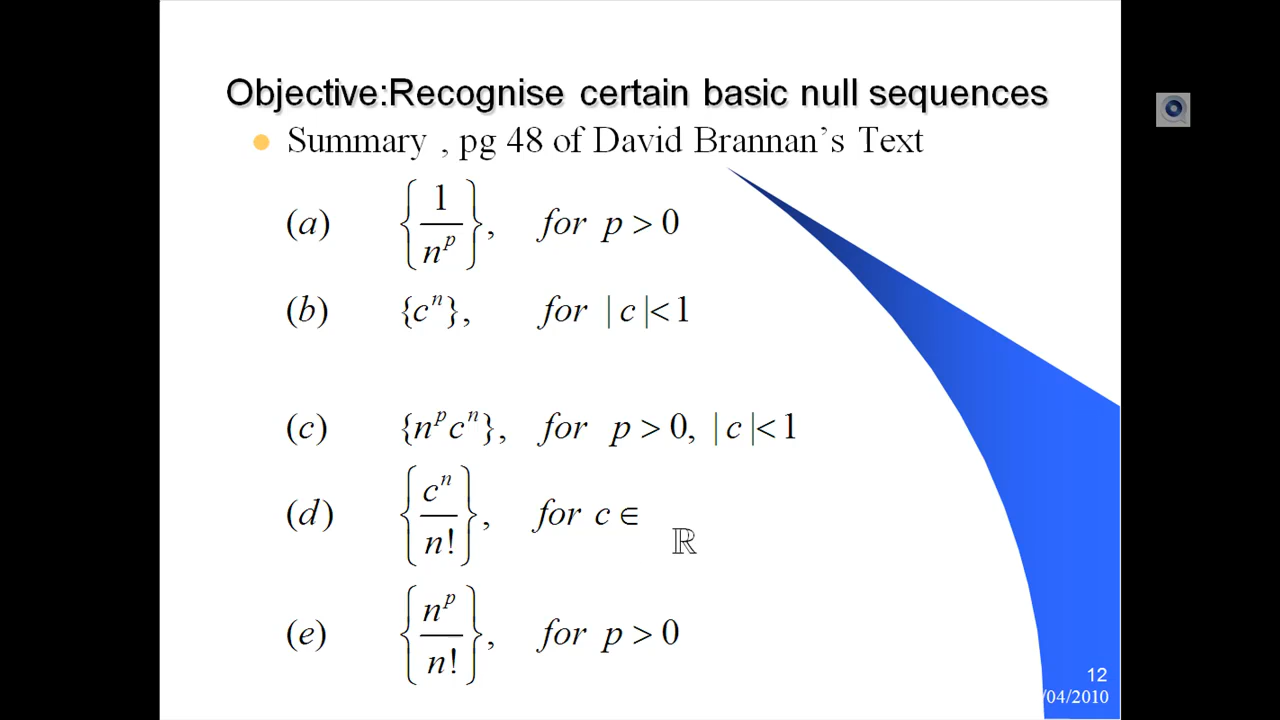 Objective:Recognise certain basic null sequences
Summary , pg 48 of David Brannan's Text
(a) {1/n^p}, for p > 0
(b) {c^n}, for |c|<1
(c) {n^p c^n}, for p > 0, |c|<1
(d) {c^n/n!}, for c ∈ ℝ
(e) {n^p/n!}, for p > 0
12
/04/2010